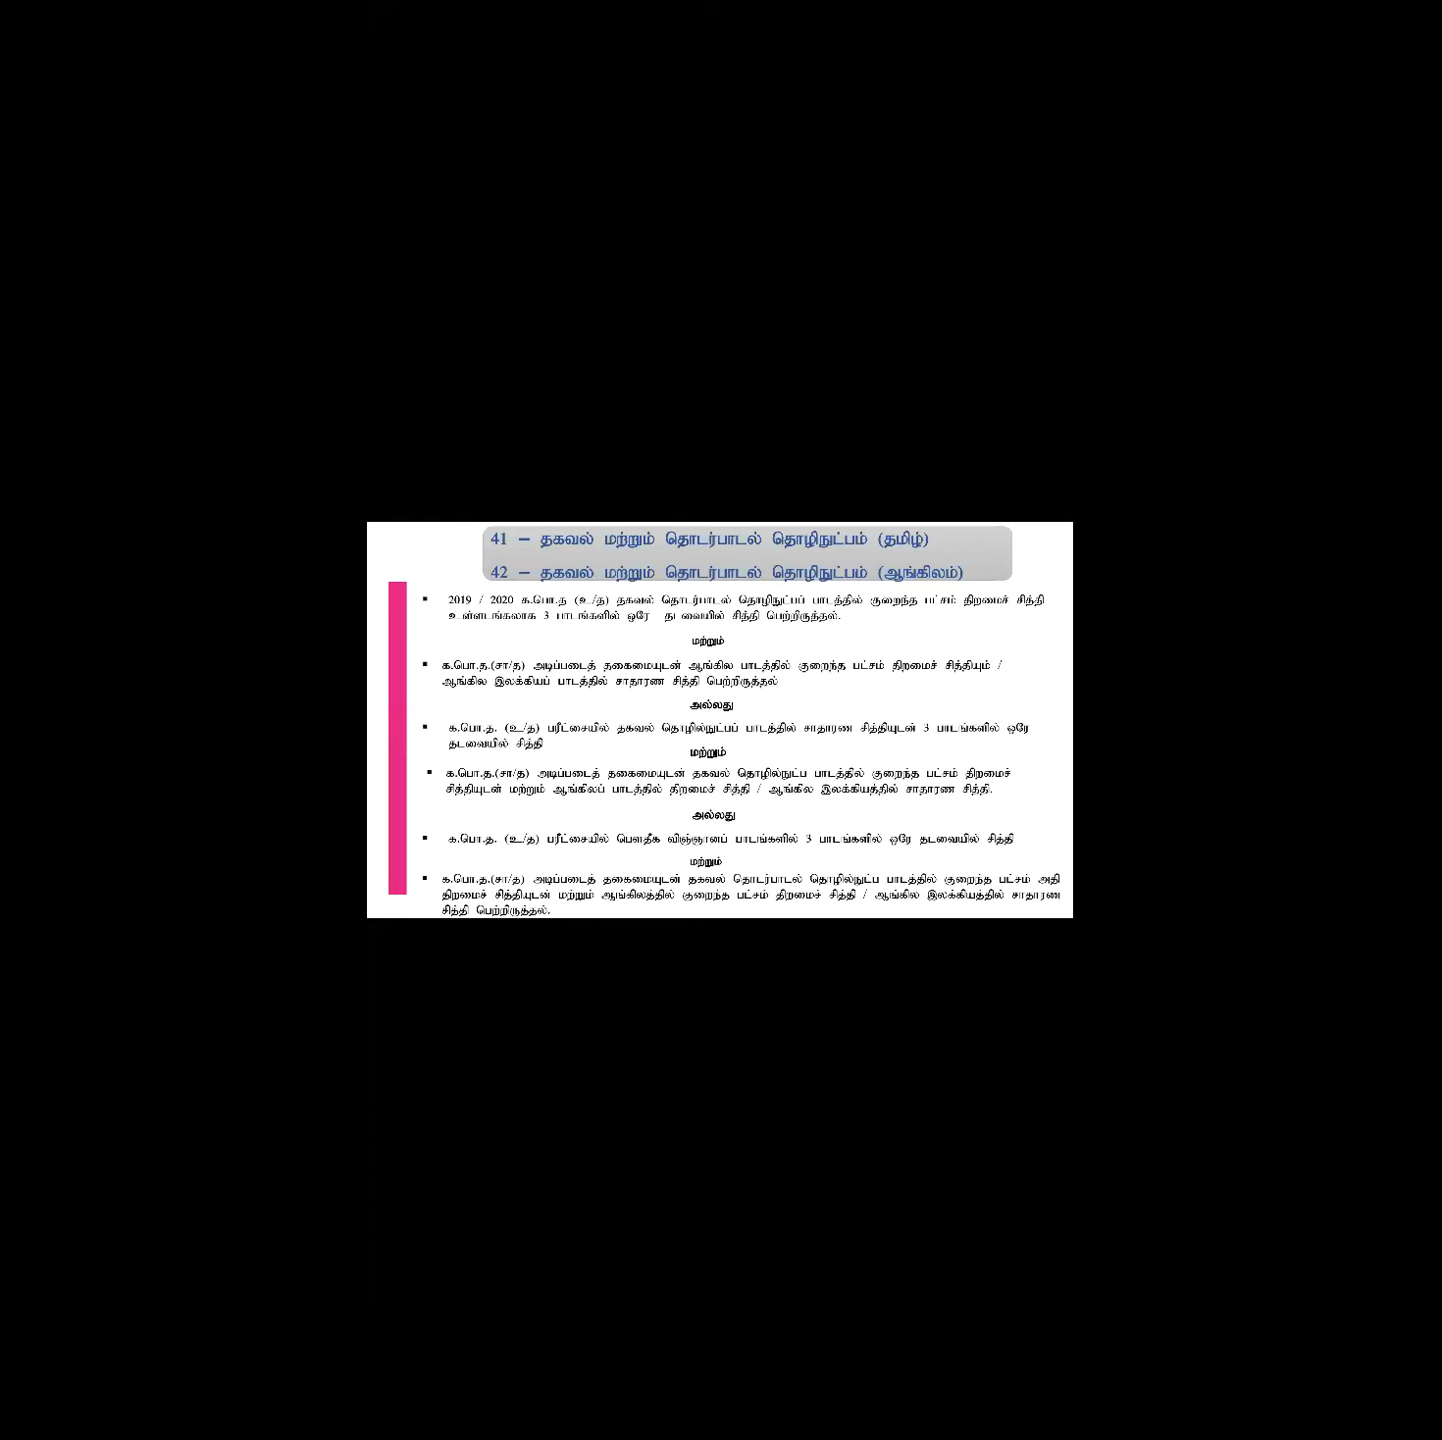 41 – தகவல் மற்றும் தொடர்பாடல் தொழிநுட்பம் (தமிழ்)
42 – தகவல் மற்றும் தொடர்பாடல் தொழிநுட்பம் (ஆங்கிலம்)
▪ 2019 / 2020 க.பொ.த (உ/த) தகவல் தொடர்பாடல் தொழிநுட்பப் பாடத்தில் குறைந்த பட்சம் திறமைச் சித்தி
உள்ளடங்கலாக 3 பாடங்களில் ஒரே தடவையில் சித்தி பெற்றிருத்தல்.
மற்றும்
▪ க.பொ.த.(சா/த) அடிப்படைத் தகைமையுடன் ஆங்கில பாடத்தில் குறைந்த பட்சம் திறமைச் சித்தியும் /
ஆங்கில இலக்கியப் பாடத்தில் சாதாரண சித்தி பெற்றிருத்தல்
அல்லது
▪ க.பொ.த. (உ/த) பரீட்சையில் தகவல் தொழில்நுட்பப் பாடத்தில் சாதாரண சித்தியுடன் 3 பாடங்களில் ஒரே
தடவையில் சித்தி
மற்றும்
▪ க.பொ.த.(சா/த) அடிப்படைத் தகைமையுடன் தகவல் தொழில்நுட்ப பாடத்தில் குறைந்த பட்சம் திறமைச்
சித்தியுடன் மற்றும் ஆங்கிலப் பாடத்தில் திறமைச் சித்தி / ஆங்கில இலக்கியத்தில் சாதாரண சித்தி.
அல்லது
▪ க.பொ.த. (உ/த) பரீட்சையில் பௌதீக விஞ்ஞானப் பாடங்களில் 3 பாடங்களில் ஒரே தடவையில் சித்தி
மற்றும்
▪ க.பொ.த.(சா/த) அடிப்படைத் தகைமையுடன் தகவல் தொடர்பாடல் தொழில்நுட்ப பாடத்தில் குறைந்த பட்சம் அதி
திறமைச் சித்தியுடன் மற்றும் ஆங்கிலத்தில் குறைந்த பட்சம் திறமைச் சித்தி / ஆங்கில இலக்கியத்தில் சாதாரண
சித்தி பெற்றிருத்தல்.